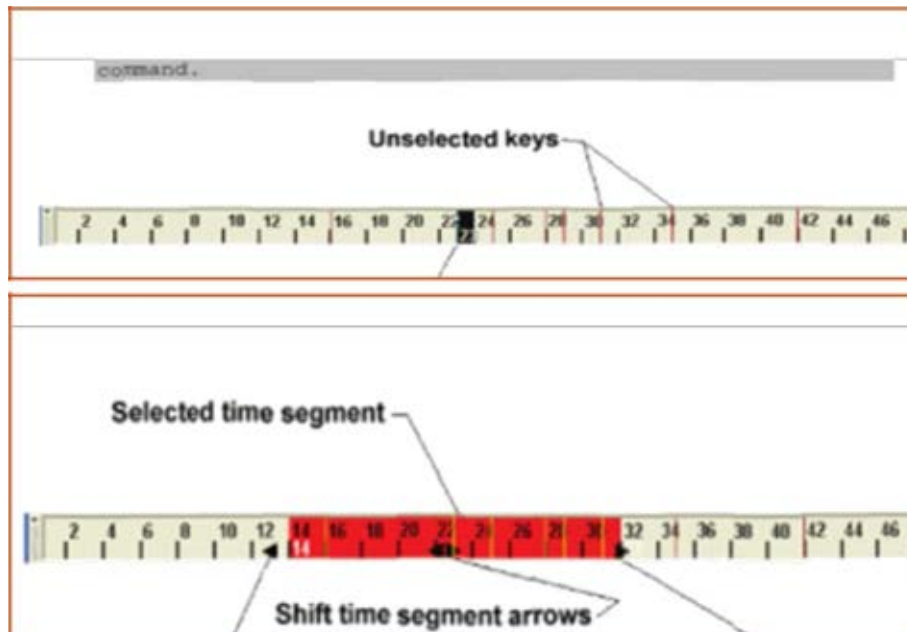 command.
Unselected keys
2 4 6 8 10 12 14 16 18 20 22 24 26 28 30 32 34 36 38 40 42 44 46
Selected time segment
2 4 6 8 10 12 14 16 18 20 22 24 26 28 30 32 34 36 38 40 42 44 46
14
Shift time segment arrows